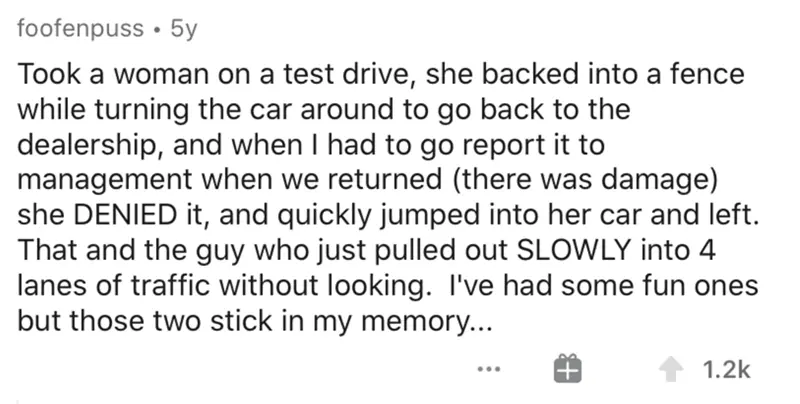 foofenpuss • 5y
Took a woman on a test drive, she backed into a fence
while turning the car around to go back to the
dealership, and when I had to go report it to
management when we returned (there was damage)
she DENIED it, and quickly jumped into her car and left.
That and the guy who just pulled out SLOWLY into 4
lanes of traffic without looking.  I've had some fun ones
but those two stick in my memory...
1.2k